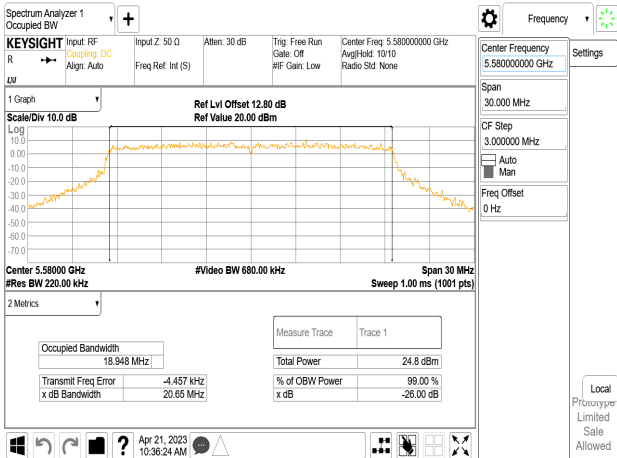 Spectrum Analyzer 1
Occupied BW
Frequency
KEYSIGHT Input: RF Input Z: 50 Ω Atten: 30 dB Trig: Free Run Center Freq: 5.580000000 GHz
Coupling: DC Gate: Off Avg|Hold: 10/10
R Align: Auto Freq Ref: Int (S) #IF Gain: Low Radio Std: None
Center Frequency
5.580000000 GHz
Settings
Span
30.000 MHz
CF Step
3.000000 MHz
Auto
Man
Freq Offset
0 Hz
1 Graph
Ref Lvl Offset 12.80 dB
Scale/Div 10.0 dB Ref Value 20.00 dBm
Log
10.0
0.00
-10.0
-20.0
-30.0
-40.0
-50.0
-60.0
-70.0
Center 5.58000 GHz #Video BW 680.00 kHz Span 30 MHz
#Res BW 220.00 kHz Sweep 1.00 ms (1001 pts)
2 Metrics
Measure Trace Trace 1
Occupied Bandwidth
18.948 MHz Total Power 24.8 dBm
Transmit Freq Error -4.457 kHz % of OBW Power 99.00 %
x dB Bandwidth 20.65 MHz x dB -26.00 dB
Local
Prototype
Limited
Sale
Allowed
?
Apr 21, 2023
10:36:24 AM